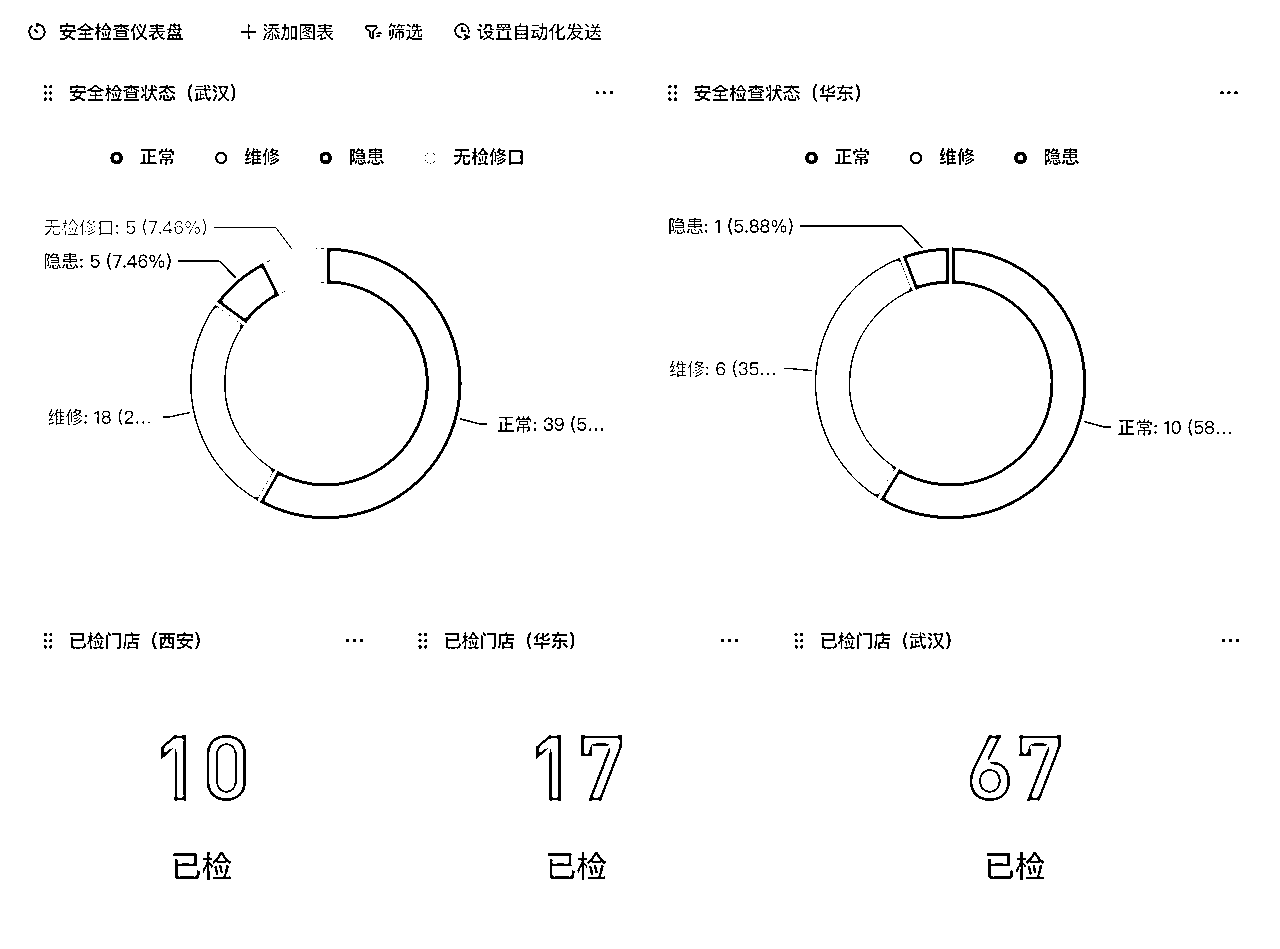 安全检查仪表盘 添加图表 筛选 设置自动化发送
安全检查状态（武汉）
正常 维修 隐患 无检修口
无检修口: 5 (7.46%)
隐患: 5 (7.46%)
维修: 18 (2...
正常: 39 (5...
安全检查状态（华东）
正常 维修 隐患
隐患: 1 (5.88%)
维修: 6 (35...
正常: 10 (58...
已检门店（西安）
10
已检
已检门店（华东）
17
已检
已检门店（武汉）
67
已检